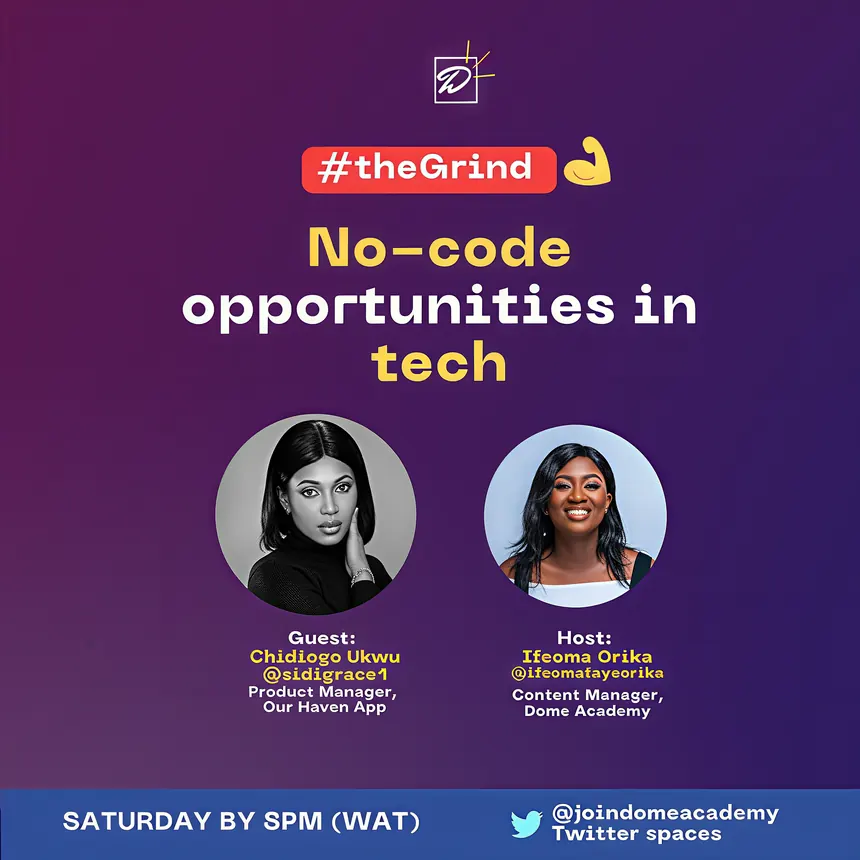 #theGrind
No-code
opportunities in
tech
Guest:
Chidiogo Ukwu
@sidigrace1
Product Manager,
Our Haven App
Host:
Ifeoma Orika
@ifeomafayeorika
Content Manager,
Dome Academy
SATURDAY BY SPM (WAT)
@joindomeacademy
Twitter spaces